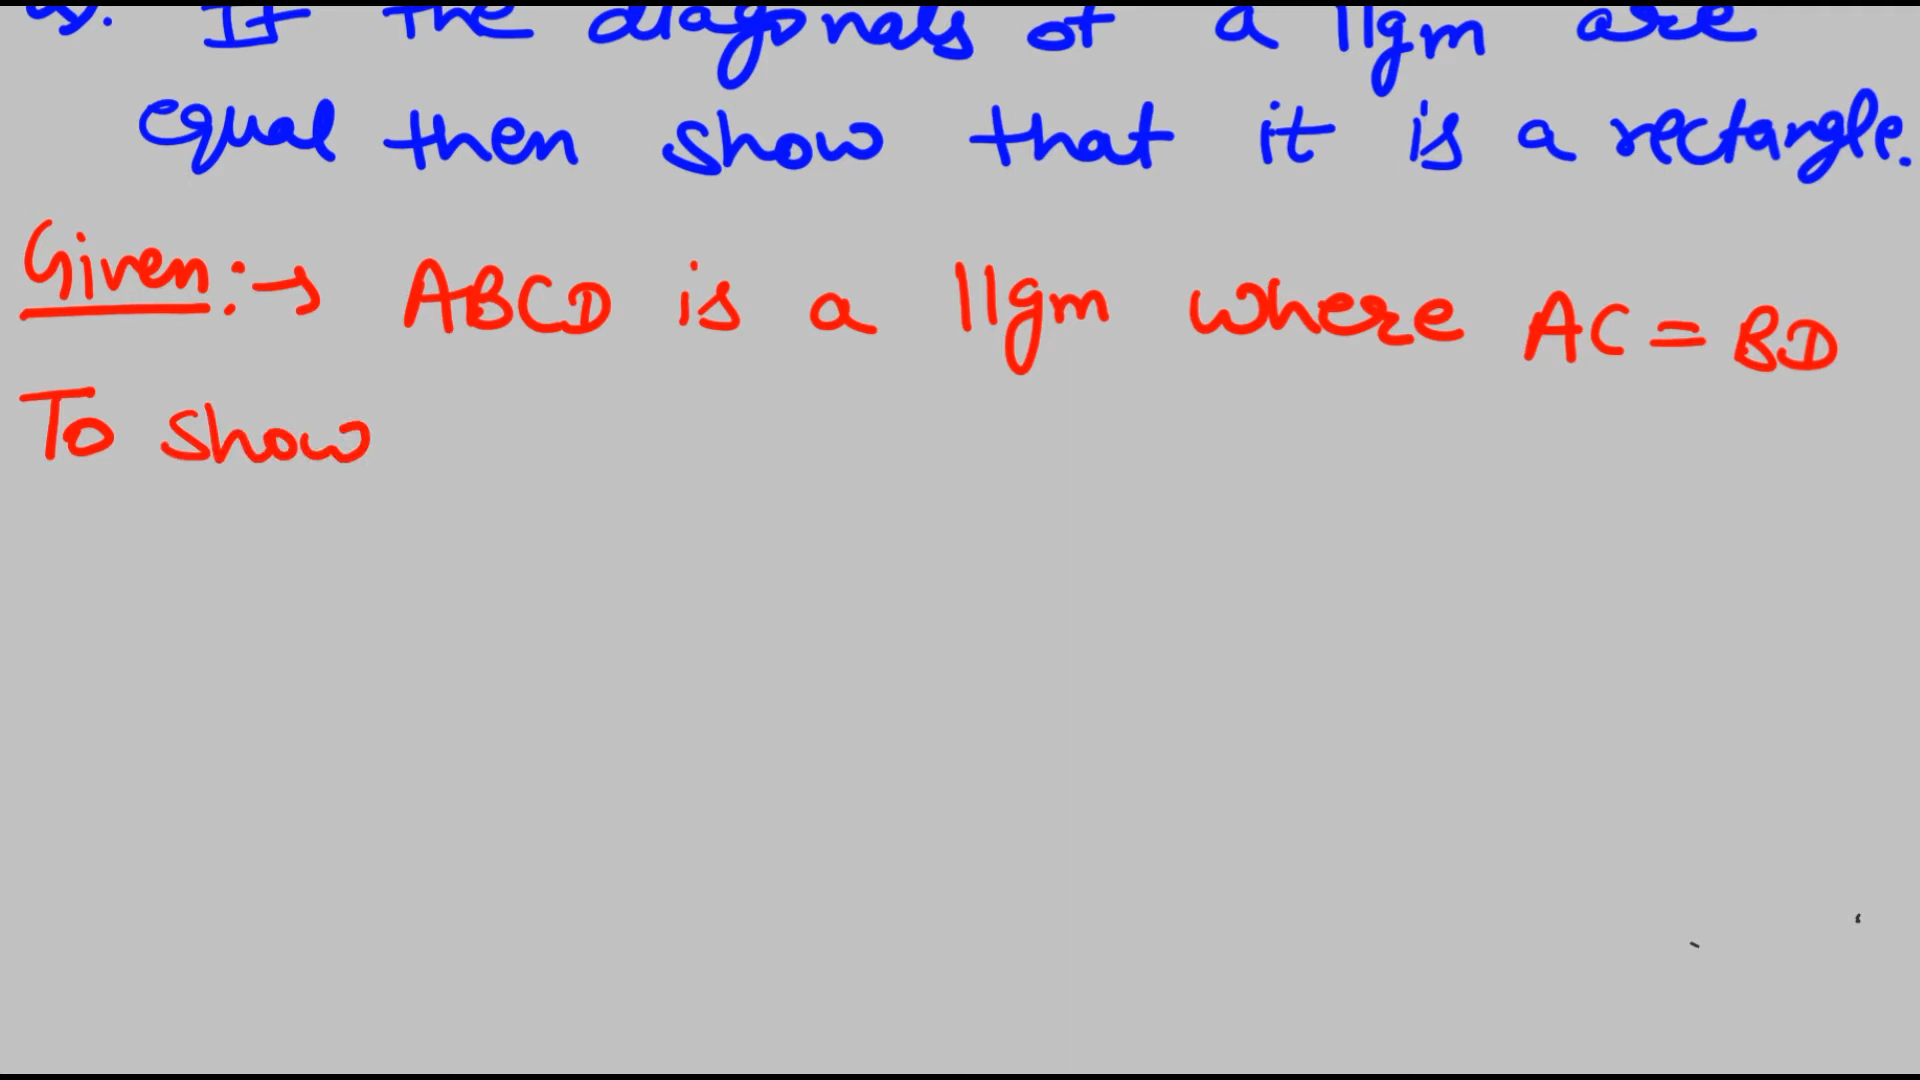 If the diagonals of a ||gm are
equal then show that it is a rectangle.
Given:→ ABCD is a ||gm where AC = BD
To show